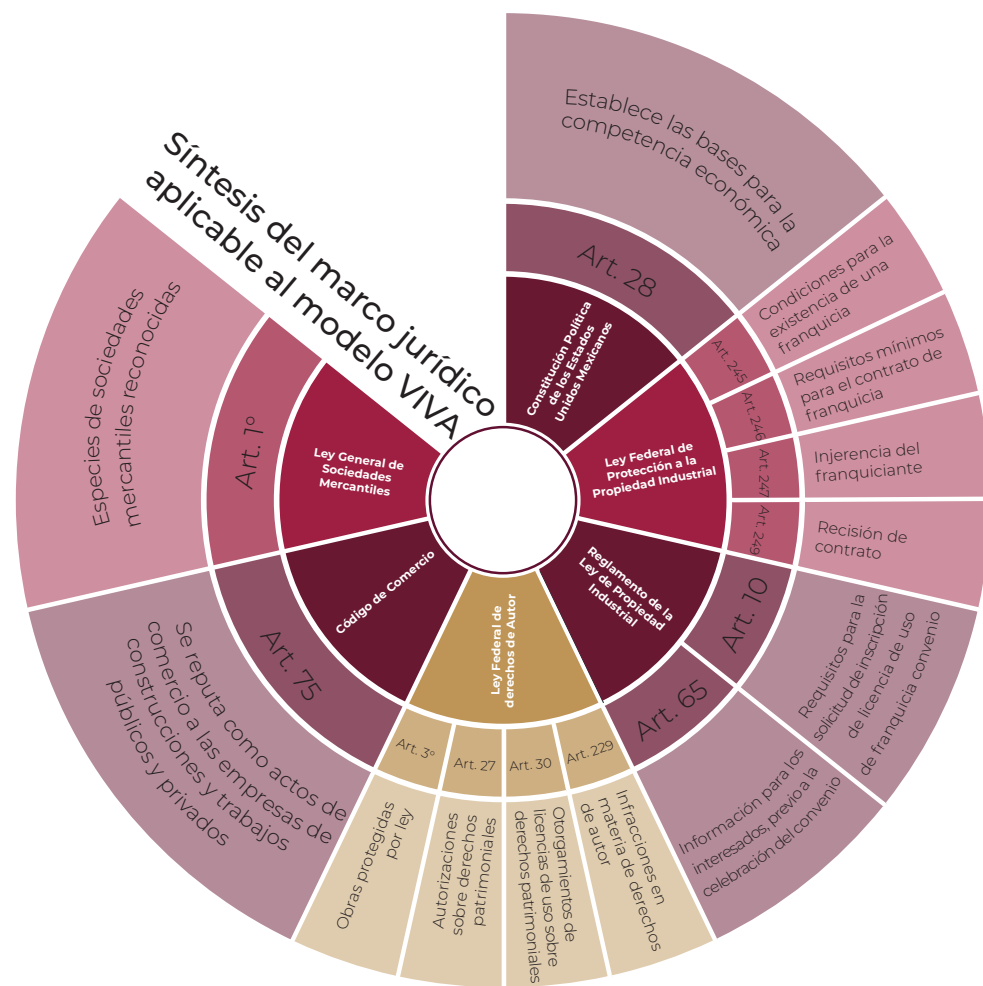 Síntesis del marco jurídico
aplicable al modelo VIVA
Constitución Política
de los Estados
Unidos Mexicanos
Art. 28
Establece las bases para la
competencia económica
Ley Federal de
Protección a la
Propiedad Industrial
Art. 245
Condiciones para la
existencia de una
franquicia
Art. 246
Requisitos mínimos
para el contrato de
franquicia
Art. 247
Injerencia del
franquiciante
Art. 249
Recisión de
contrato
Reglamento de la
Ley de Propiedad
Industrial
Art. 10
Requisitos para la
solicitud de inscripción
de licencia de uso
de franquicia convenio
Art. 65
Información para los
interesados, previo a la
celebración del convenio
Ley Federal de
derechos de Autor
Art. 229
Infracciones en
materia de derechos
de autor
Art. 30
Otorgamientos de
licencias de uso sobre
derechos patrimoniales
Art. 27
Autorizaciones
sobre derechos
patrimoniales
Art. 3º
Obras protegidas
por ley
Código de Comercio
Art. 75
Se reputa como actos de
comercio a las empresas de
construcciones y trabajos
públicos y privados
Ley General de
Sociedades
Mercantiles
Art. 1º
Especies de sociedades
mercantiles reconocidas